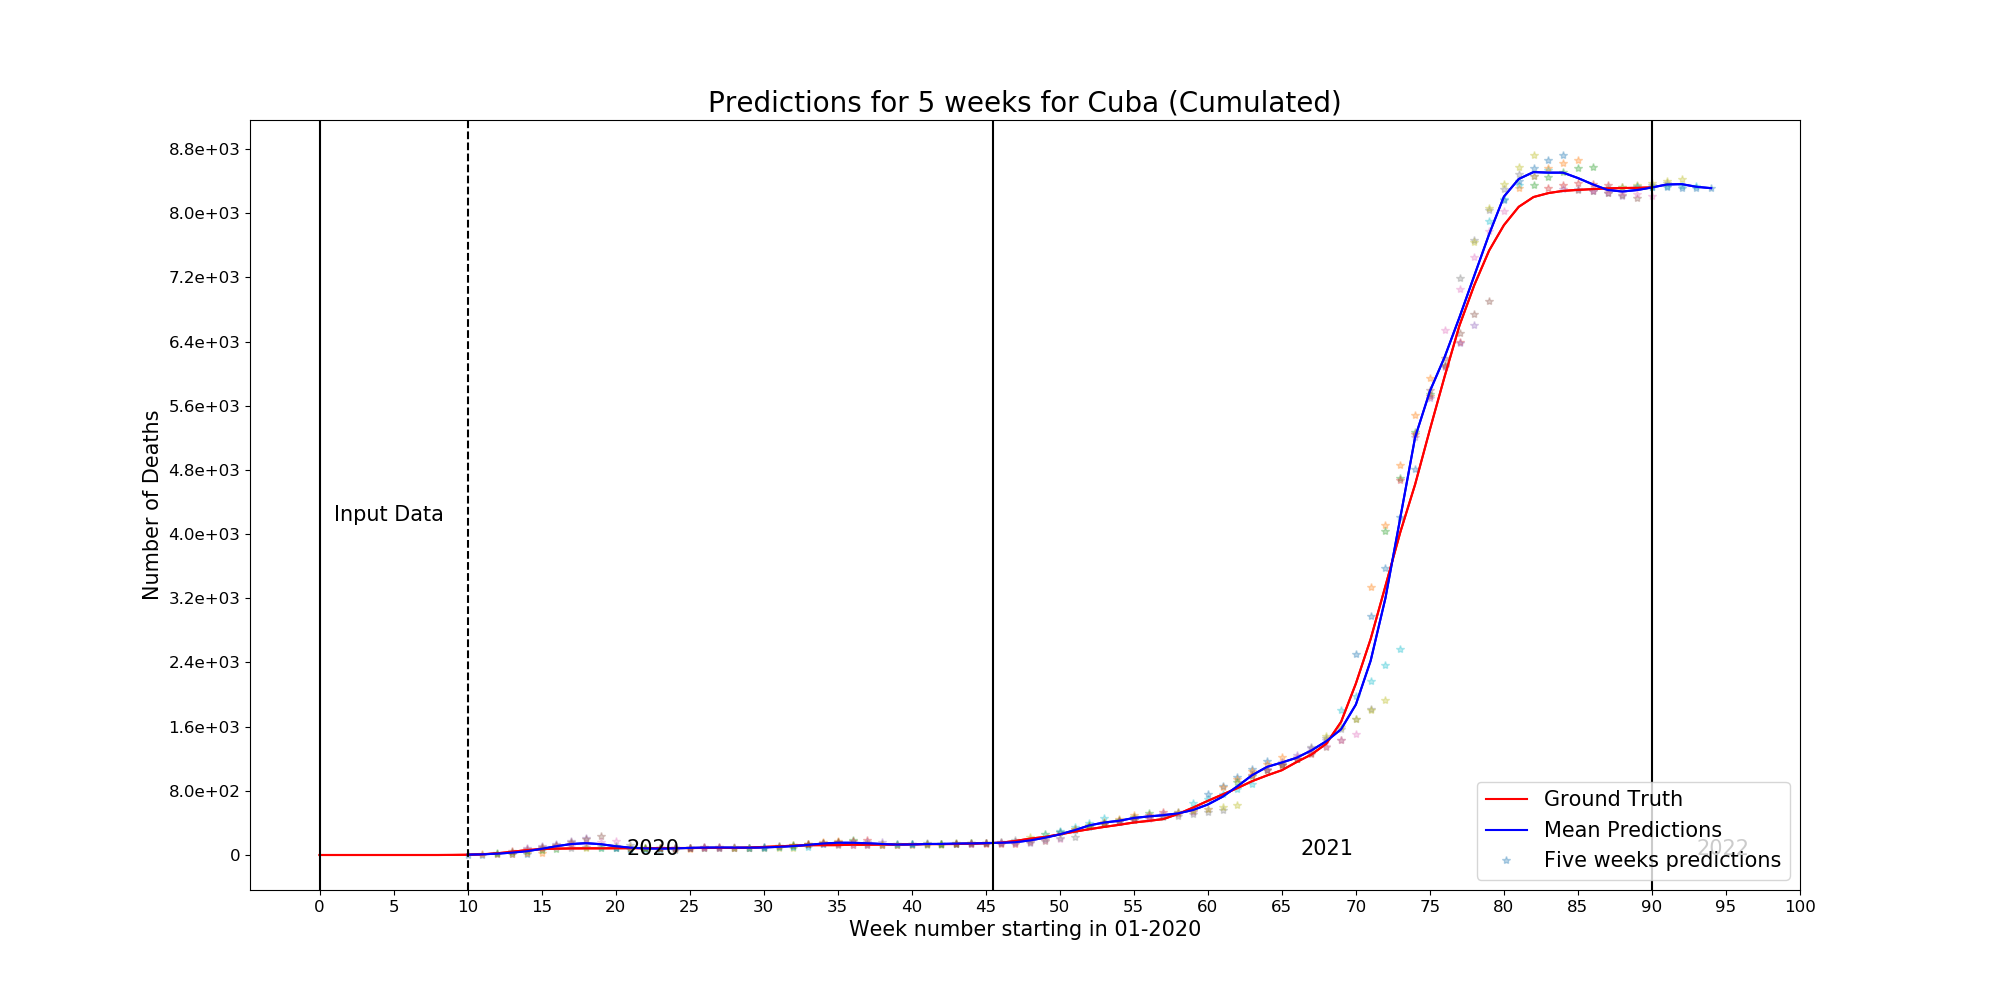 Predictions for 5 weeks for Cuba (Cumulated)
8.8e+03
8.0e+03
7.2e+03
6.4e+03
5.6e+03
4.8e+03
4.0e+03
3.2e+03
2.4e+03
1.6e+03
8.0e+02
0
Number of Deaths
Input Data
2020
2021
2022
Ground Truth
Mean Predictions
Five weeks predictions
0 5 10 15 20 25 30 35 40 45 50 55 60 65 70 75 80 85 90 95 100
Week number starting in 01-2020